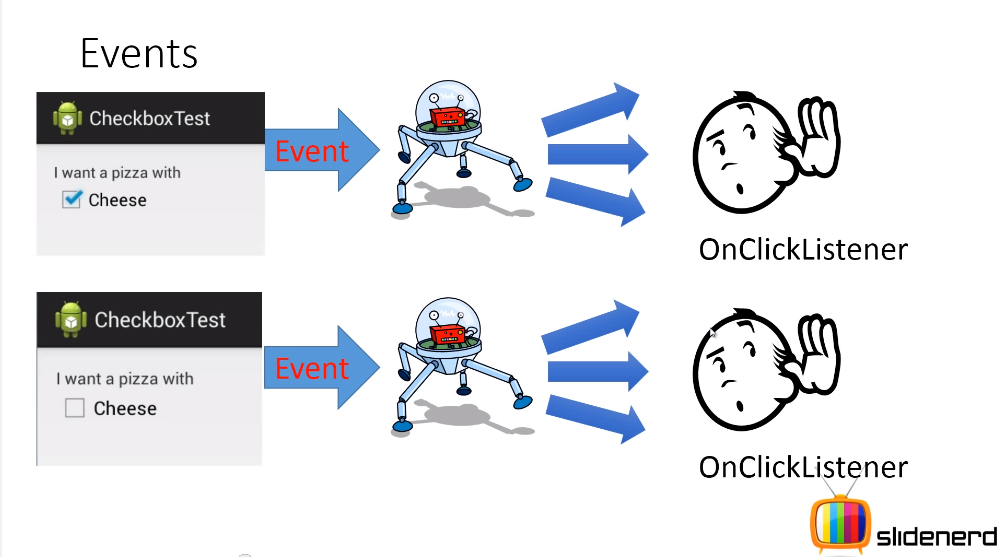 Events
CheckboxTest
I want a pizza with
Cheese
Event
OnClickListener
CheckboxTest
I want a pizza with
Cheese
Event
OnClickListener
slidenerd